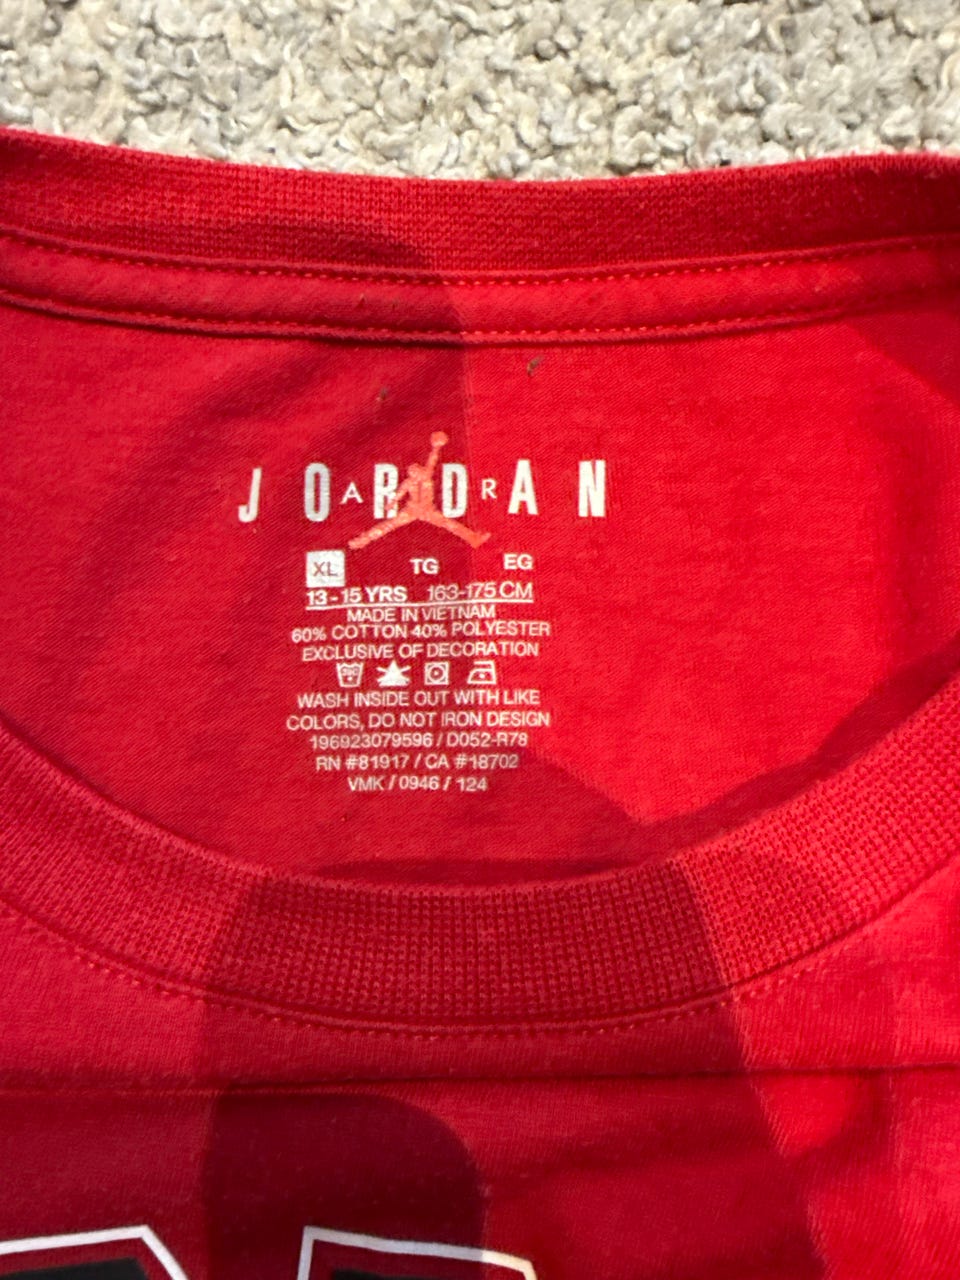 JORDAN
AIR
XL TG EG
13-15 YRS 163-175 CM
MADE IN VIETNAM
60% COTTON 40% POLYESTER
EXCLUSIVE OF DECORATION
WASH INSIDE OUT WITH LIKE
COLORS, DO NOT IRON DESIGN
196923079596 / D052-R78
RN #81917 / CA #18702
VMK / 0946 / 124